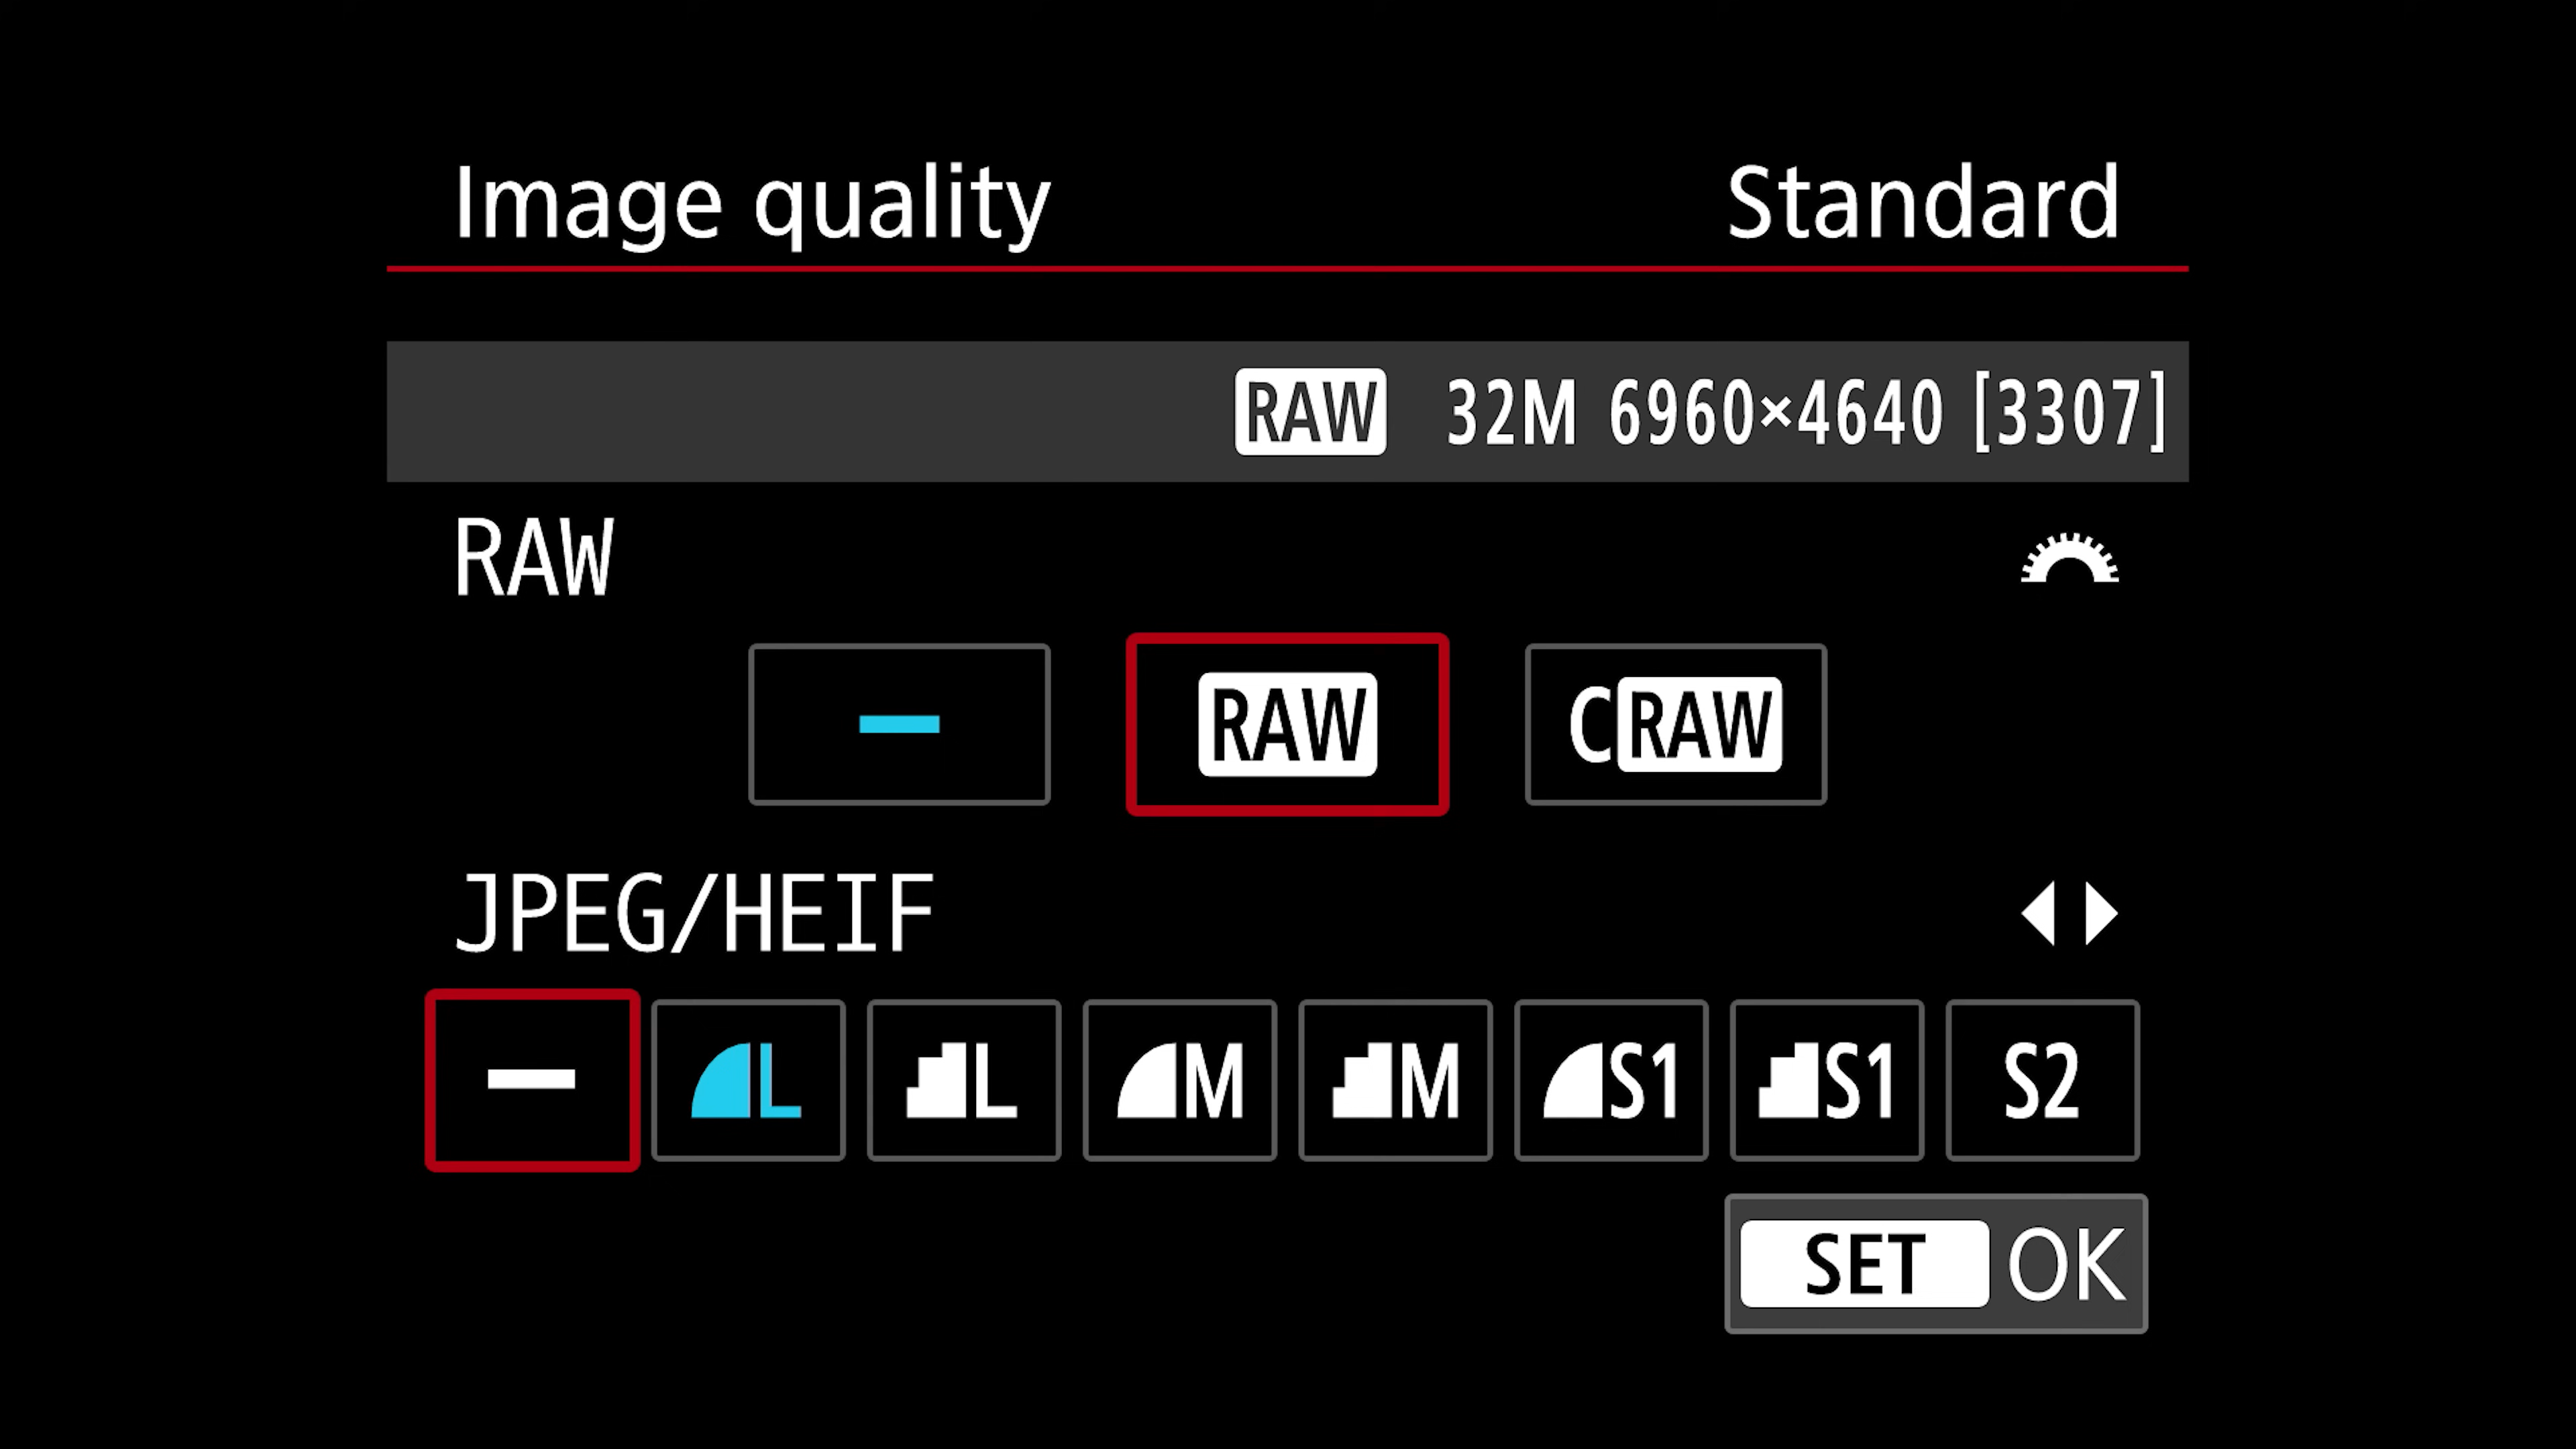 Image quality Standard
RAW 32M 6960×4640 [3307]
RAW
RAW CRAW
JPEG/HEIF
L L M M S1 S1 S2
SET OK